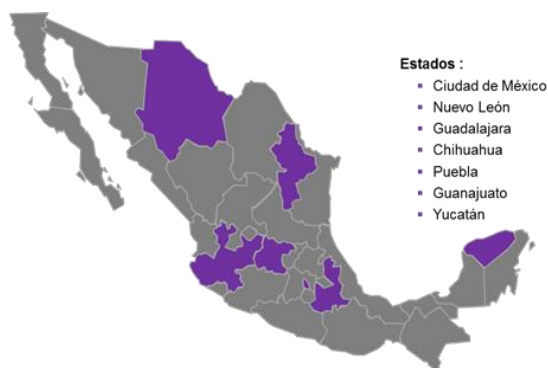 Estados :
Ciudad de México
Nuevo León
Guadalajara
Chihuahua
Puebla
Guanajuato
Yucatán